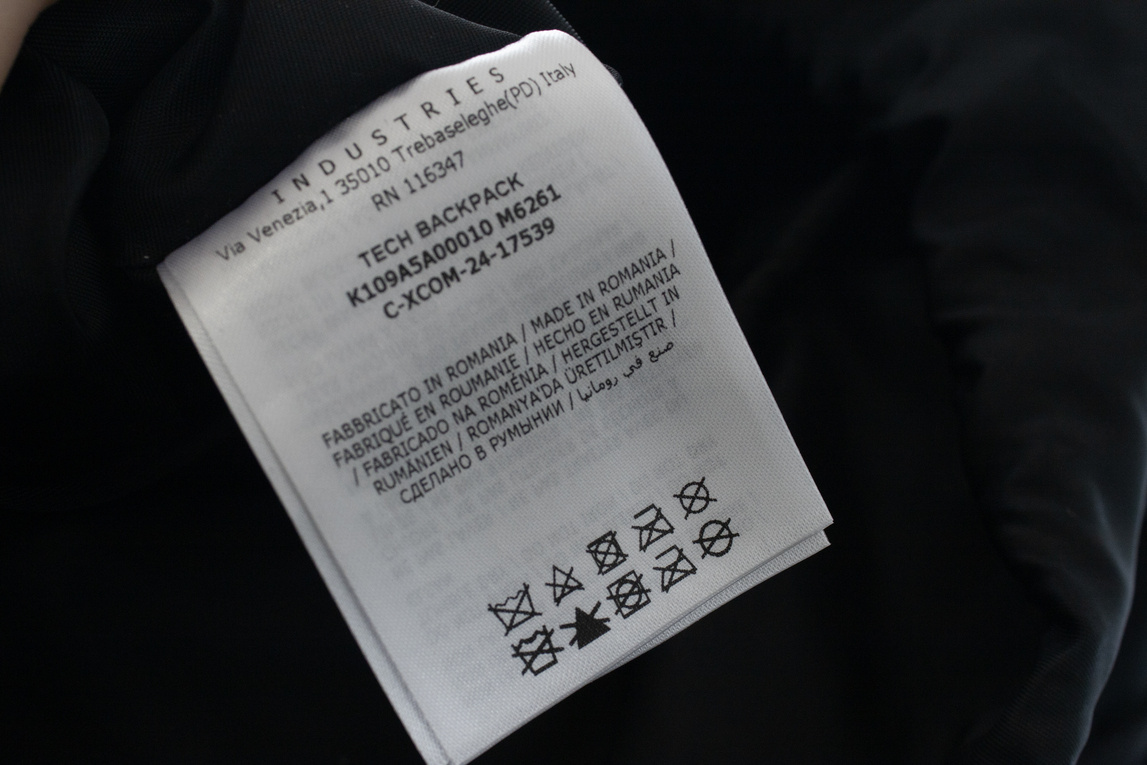 INDUSTRIES
Via Venezia,1 35010 Trebaseleghe(PD) Italy
RN 116347
TECH BACKPACK
K109A5A00010 M6261
C-XCOM-24-17539
FABBRICATO IN ROMANIA / MADE IN ROMANIA /
FABRIQUÉ EN ROUMANIE / HECHO EN RUMANIA
/ FABRICADO NA ROMÉNIA / HERGESTELLT IN
RUMÄNIEN / ROMANYA'DA ÜRETILMIŞTIR /
СДЕЛАНО В РУМЫНИИ / صنع في رومانيا